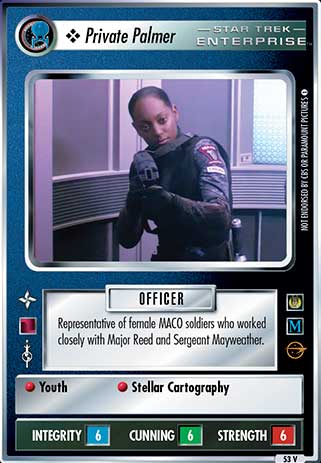 ❖ Private Palmer
STAR TREK
ENTERPRISE™
NOT ENDORSED BY CBS OR PARAMOUNT PICTURES
OFFICER
Representative of female MACO soldiers who worked
closely with Major Reed and Sergeant Mayweather.
M
Youth
Stellar Cartography
INTEGRITY 6 CUNNING 6 STRENGTH 6
53 V